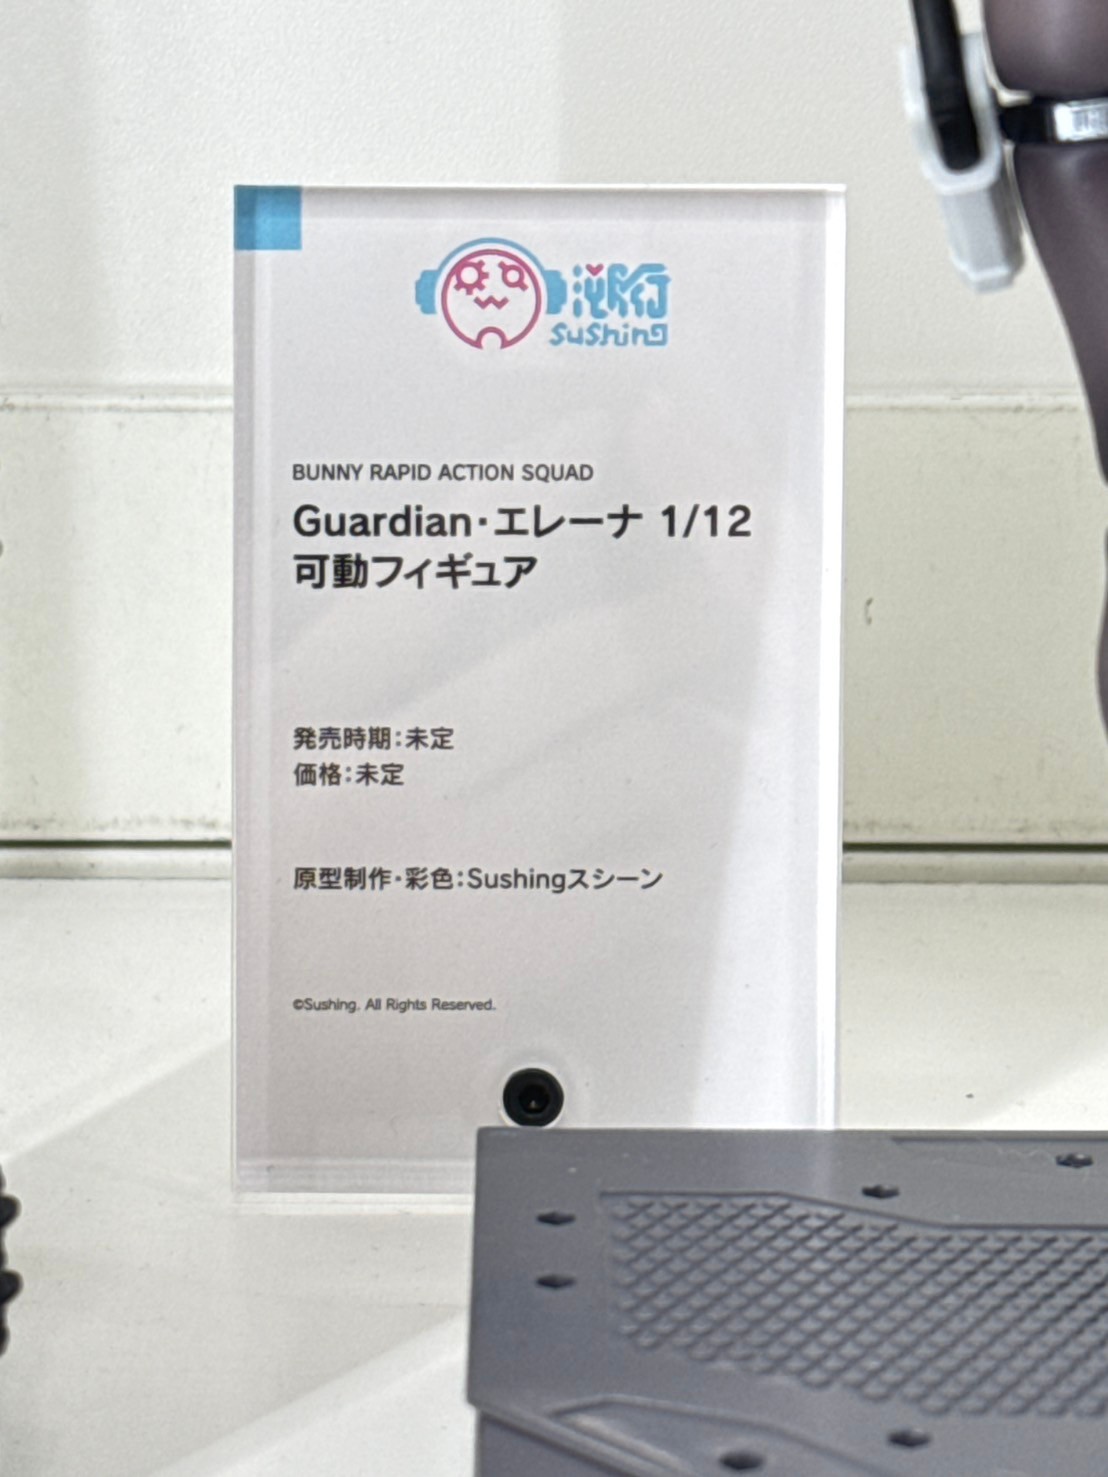 sushing
BUNNY RAPID ACTION SQUAD
Guardian・エレーナ 1/12
可動フィギュア
発売時期：未定
価格：未定
原型制作・彩色：Sushingスシーン
©Sushing. All Rights Reserved.